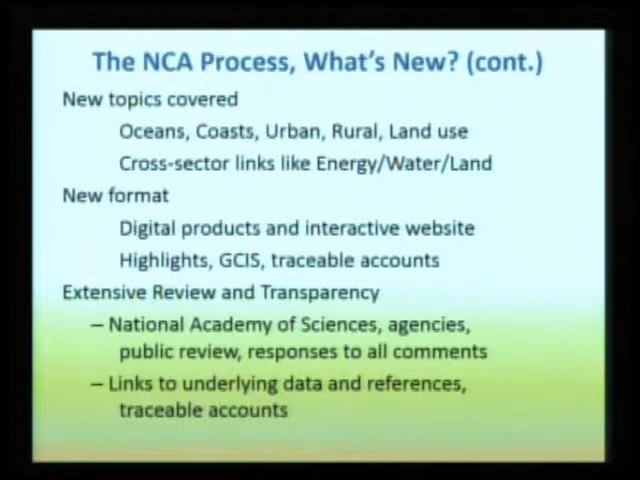 The NCA Process, What's New? (cont.)
New topics covered
Oceans, Coasts, Urban, Rural, Land use
Cross-sector links like Energy/Water/Land
New format
Digital products and interactive website
Highlights, GCIS, traceable accounts
Extensive Review and Transparency
– National Academy of Sciences, agencies,
public review, responses to all comments
– Links to underlying data and references,
traceable accounts